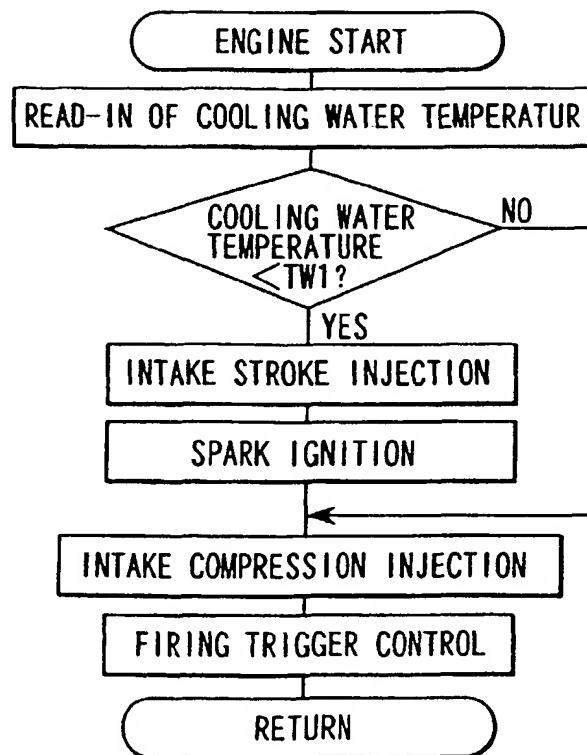 ENGINE START
READ-IN OF COOLING WATER TEMPERATUR
COOLING WATER
TEMPERATURE
<TW1?
NO
YES
INTAKE STROKE INJECTION
SPARK IGNITION
INTAKE COMPRESSION INJECTION
FIRING TRIGGER CONTROL
RETURN